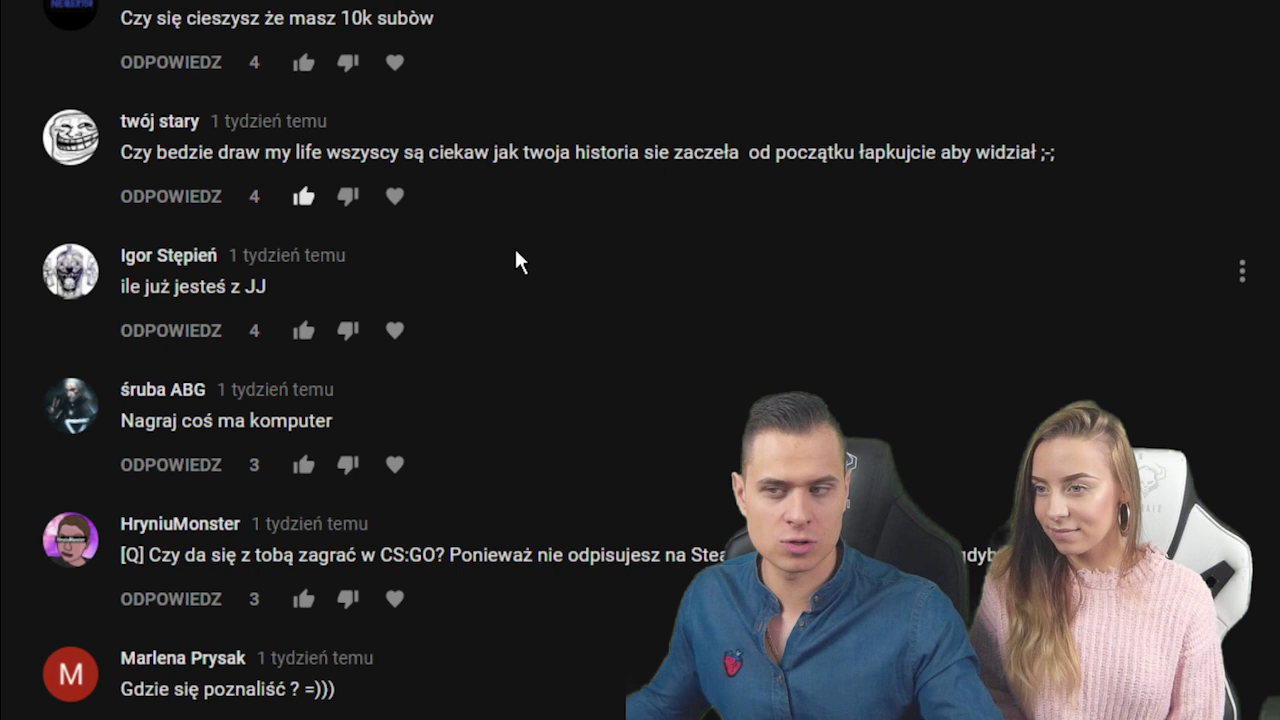 Czy się cieszysz że masz 10k subòw
ODPOWIEDZ 4
twój stary 1 tydzień temu
Czy bedzie draw my life wszyscy są ciekaw jak twoja historia sie zaczeła od początku łapkujcie aby widział ;-;
ODPOWIEDZ 4
Igor Stępień 1 tydzień temu
ile już jesteś z JJ
ODPOWIEDZ 4
śruba ABG 1 tydzień temu
Nagraj coś ma komputer
ODPOWIEDZ 3
HryniuMonster 1 tydzień temu
[Q] Czy da się z tobą zagrać w CS:GO? Ponieważ nie odpisujesz na
ODPOWIEDZ 3
M
Marlena Prysak 1 tydzień temu
Gdzie się poznaliść ? =)))